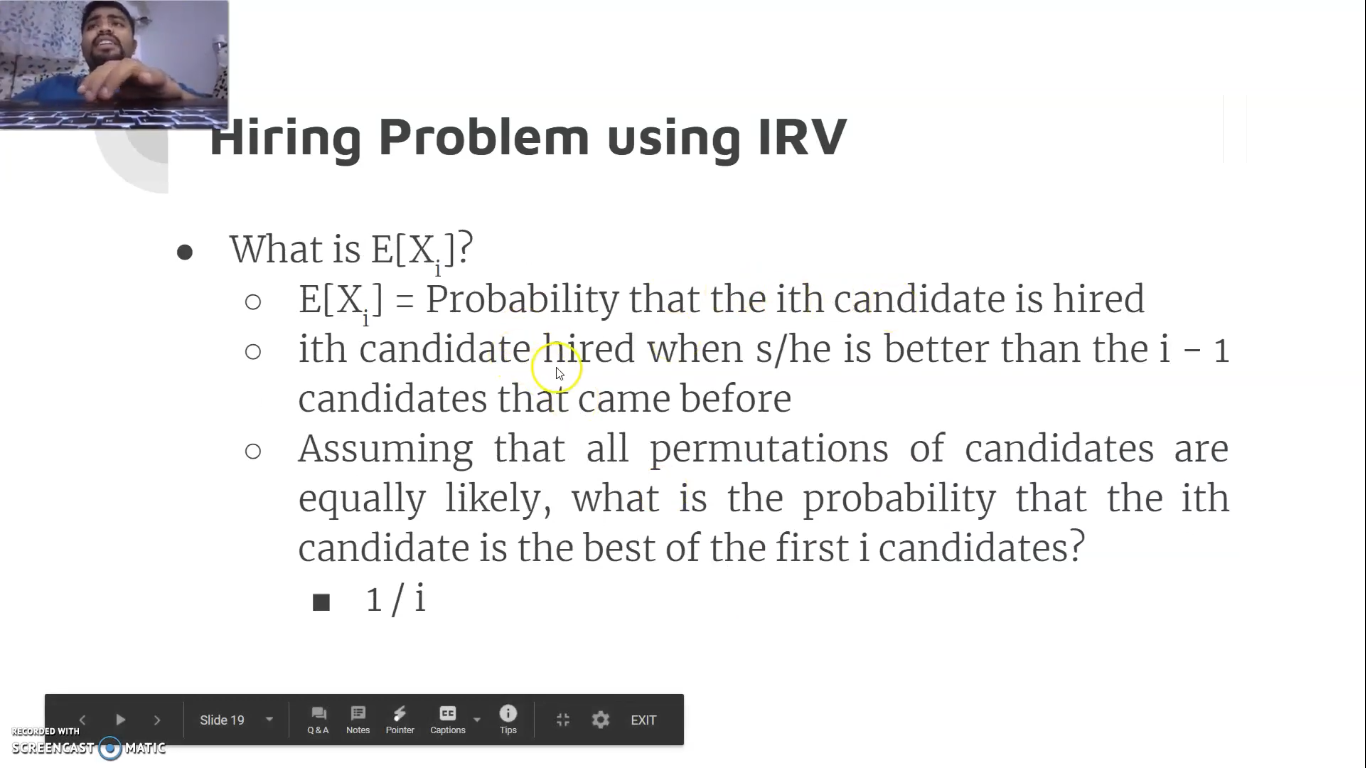 Hiring Problem using IRV
● What is E[Xi]?
○ E[Xi] = Probability that the ith candidate is hired
○ ith candidate hired when s/he is better than the i - 1
candidates that came before
○ Assuming that all permutations of candidates are
equally likely, what is the probability that the ith
candidate is the best of the first i candidates?
■ 1 / i
Slide 19 Q & A Notes Pointer Captions Tips EXIT
RECORDED WITH
SCREENCAST MATIC